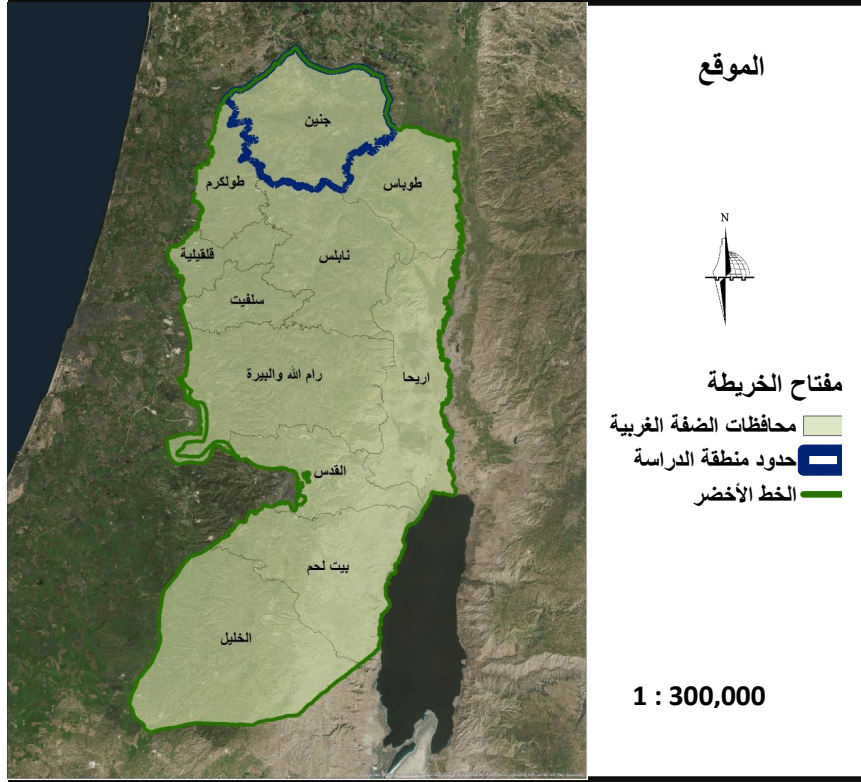 الموقع
N
جنين
طوباس
طولكرم
نابلس
قلقيلية
سلفيت
رام الله والبيرة
اريحا
القدس
بيت لحم
الخليل
مفتاح الخريطة
محافظات الضفة الغربية
حدود منطقة الدراسة
الخط الأخضر
1 : 300,000